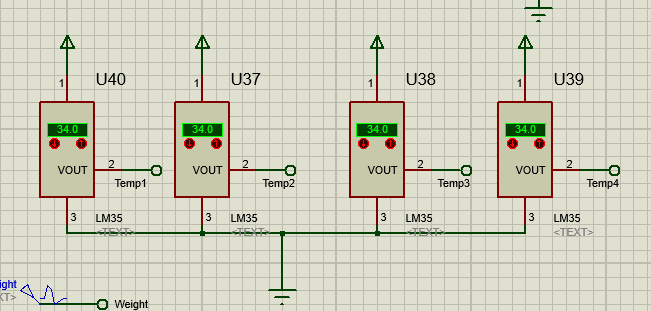 U40 U37 U38 U39
1 1 1 1
34.0 34.0 34.0 34.0
VOUT 2 VOUT 2 VOUT 2 VOUT 2
Temp1 Temp2 Temp3 Temp4
3 LM35 3 LM35 3 LM35 3 LM35
<TEXT> <TEXT> <TEXT> <TEXT>
ight
XT>
Weight